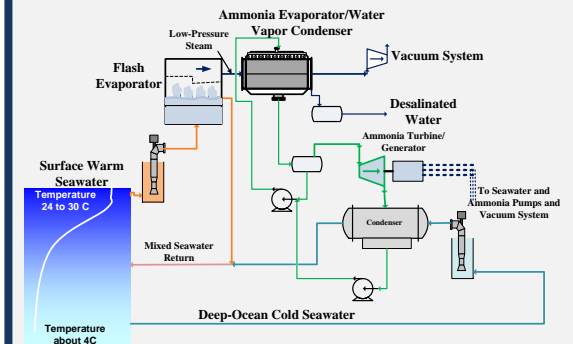 Ammonia Evaporator/Water
Vapor Condenser
Low-Pressure
Steam
Vacuum System
Flash
Evaporator
Desalinated
Water
Ammonia Turbine/
Generator
Surface Warm
Seawater
Temperature
24 to 30 C
To Seawater and
Ammonia Pumps and
Vacuum System
Condenser
Mixed Seawater
Return
Deep-Ocean Cold Seawater
Temperature
about 4C